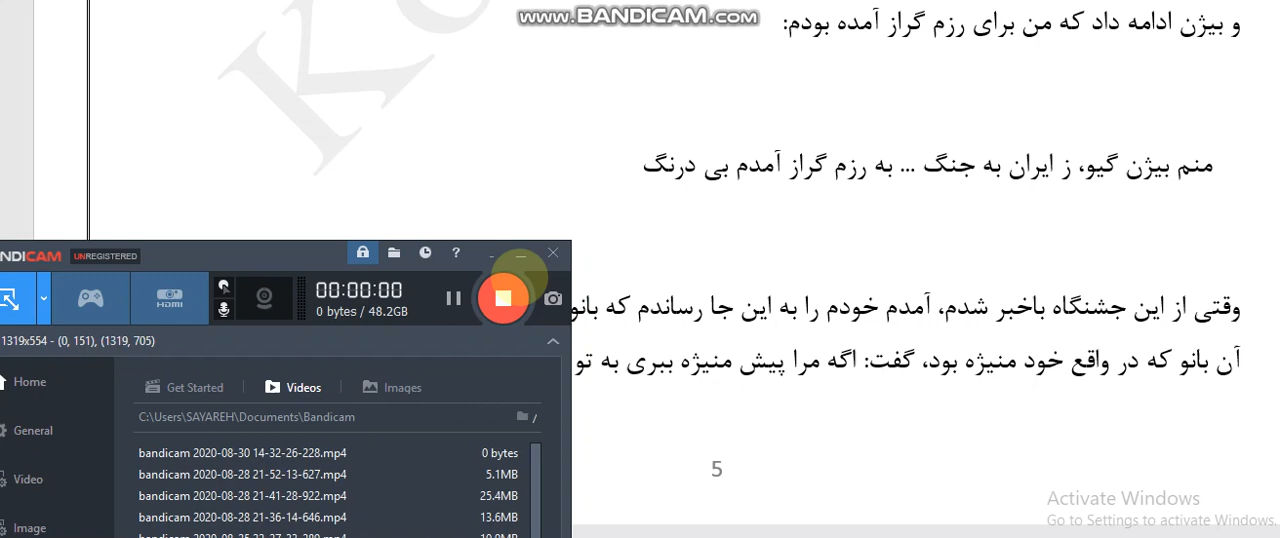 www.BANDICAM.com
و بیژن ادامه داد که من برای رزم گراز آمده بودم:
منم بیژن گیو، ز ایران به جنگ ... به رزم گراز آمدم بی درنگ
وقتی از این جشنگاه باخبر شدم، آمدم خودم را به این جا رساندم که بانو
آن بانو که در واقع خود منیژه بود، گفت: اگه مرا پیش منیژه ببری به تو
5
NDICAM UNREGISTERED
HDMI
00:00:00
0 bytes / 48.2GB
1319x554 - (0, 151), (1319, 705)
Home
General
Video
Image
Get Started
Videos
Images
C:\Users\SAYAREH\Documents\Bandicam
bandicam 2020-08-30 14-32-26-228.mp4 0 bytes
bandicam 2020-08-28 21-52-13-627.mp4 5.1MB
bandicam 2020-08-28 21-41-28-922.mp4 25.4MB
bandicam 2020-08-28 21-36-14-646.mp4 13.6MB
Activate Windows
Go to Settings to activate Windows.